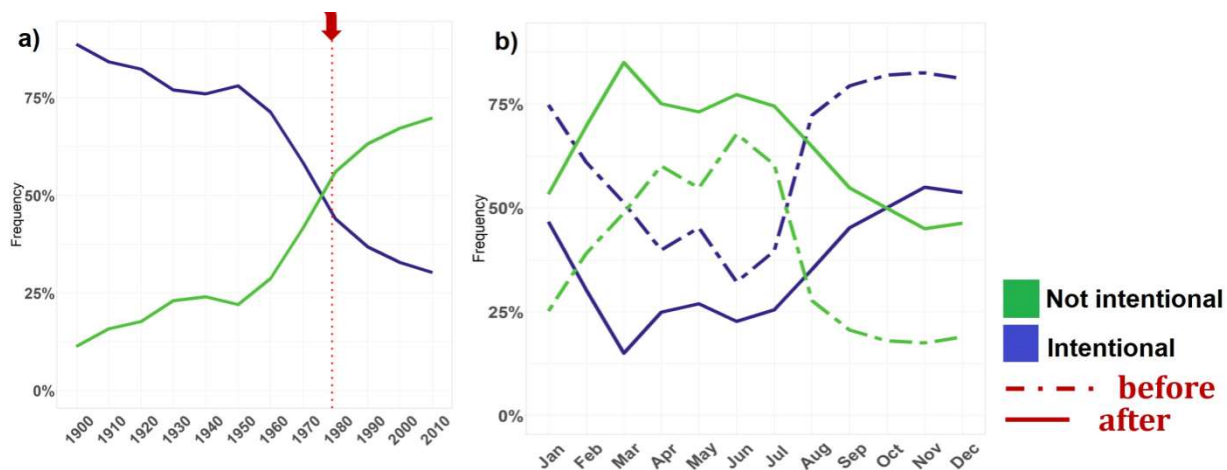 a)
Frequency
75%
50%
25%
0%
1900 1910 1920 1930 1940 1950 1960 1970 1980 1990 2000 2010
b)
Frequency
75%
50%
25%
0%
Jan Feb Mar Apr May Jun Jul Aug Sep Oct Nov Dec
Not intentional
Intentional
before
after